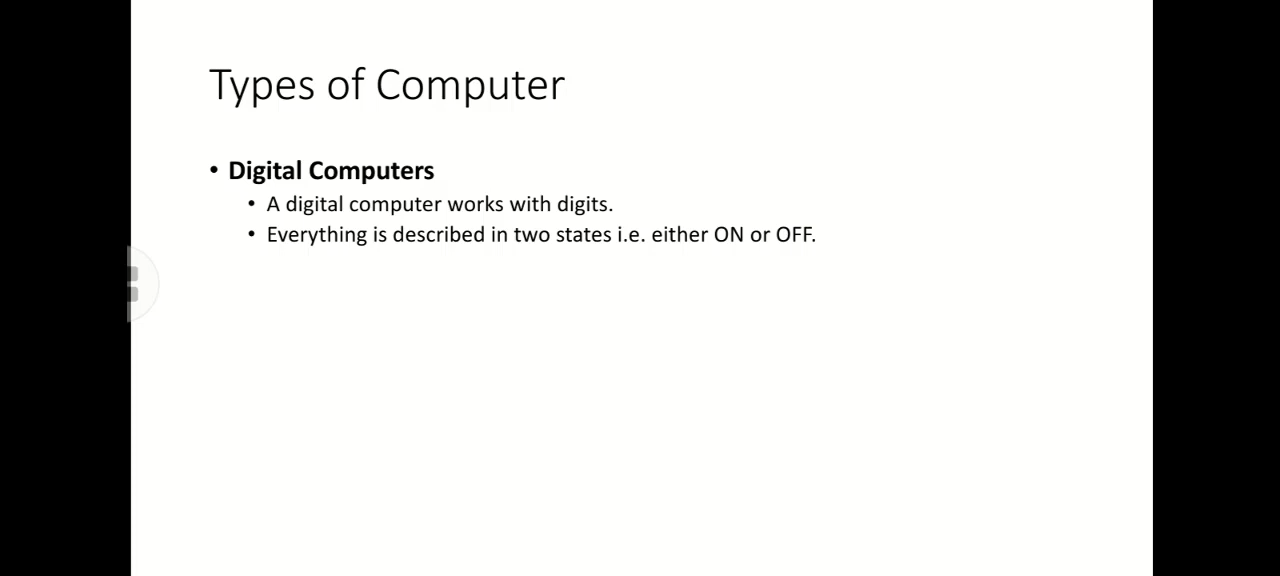 Types of Computer
• Digital Computers
• A digital computer works with digits.
• Everything is described in two states i.e. either ON or OFF.